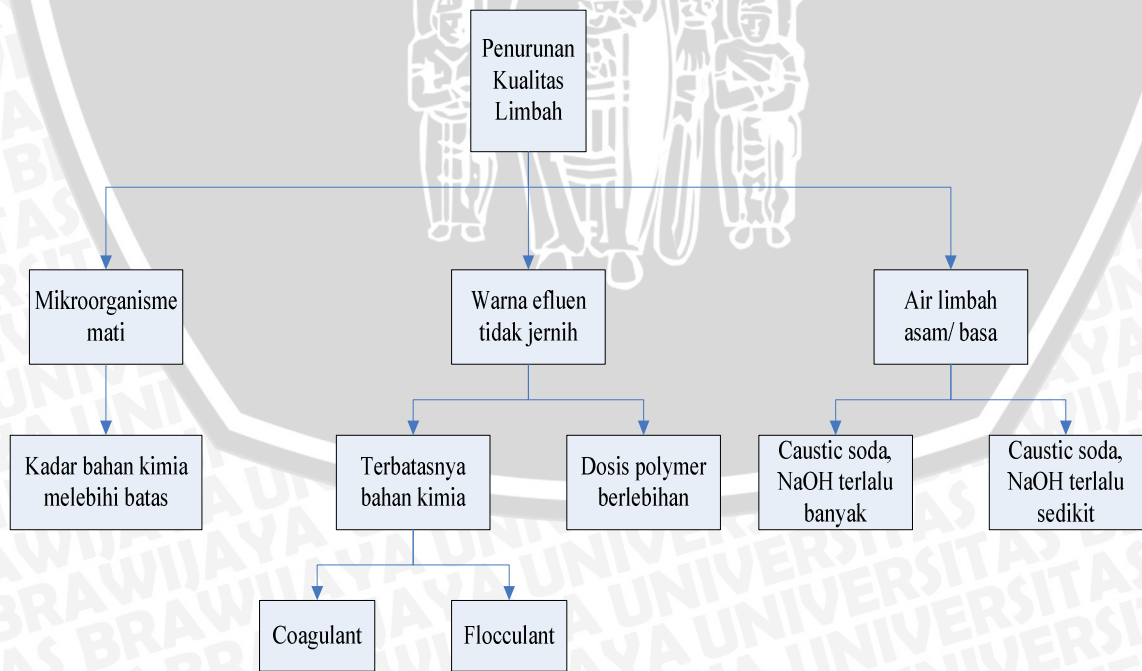 Penurunan
Kualitas
Limbah
Mikroorganisme
mati
Warna efluen
tidak jernih
Air limbah
asam/ basa
Kadar bahan kimia
melebihi batas
Terbatasnya
bahan kimia
Dosis polymer
berlebihan
Caustic soda,
NaOH terlalu
banyak
Caustic soda,
NaOH terlalu
sedikit
Coagulant
Flocculant